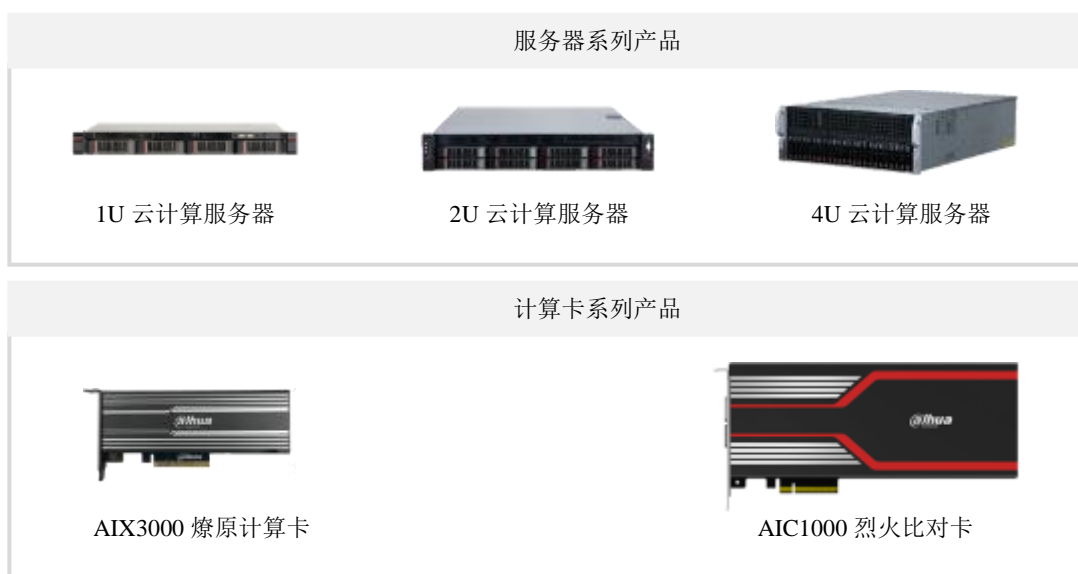 服务器系列产品
1U 云计算服务器
2U 云计算服务器
4U 云计算服务器
计算卡系列产品
alhua
alhua
AIX3000 燎原计算卡
AIC1000 烈火比对卡